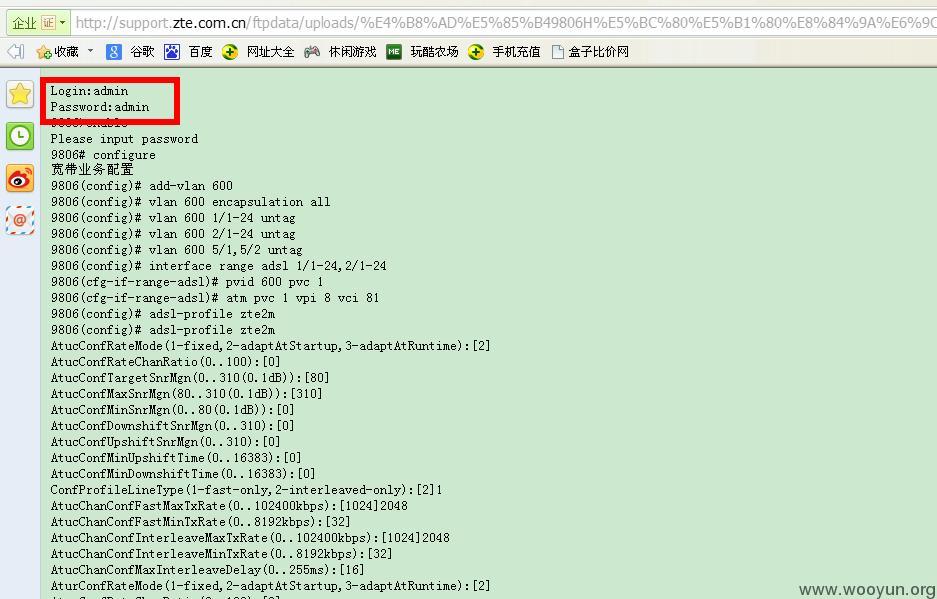 企业 证 http://support.zte.com.cn/ftpdata/uploads/%E4%B8%AD%E5%85%B49806H%E5%BC%80%E5%B1%80%E8%84%9A%E6%9C
收藏 谷歌 百度 网址大全 休闲游戏 ME 玩酷农场 手机充值 盒子比价网
Login:admin
Password:admin
9806>enable
Please input password
9806# configure
宽带业务配置
9806(config)# add-vlan 600
9806(config)# vlan 600 encapsulation all
9806(config)# vlan 600 1/1-24 untag
9806(config)# vlan 600 2/1-24 untag
9806(config)# vlan 600 5/1,5/2 untag
9806(config)# interface range adsl 1/1-24,2/1-24
9806(cfg-if-range-adsl)# pvid 600 pvc 1
9806(cfg-if-range-adsl)# atm pvc 1 vpi 8 vci 81
9806(config)# adsl-profile zte2m
9806(config)# adsl-profile zte2m
AtucConfRateMode(1-fixed,2-adaptAtStartup,3-adaptAtRuntime):[2]
AtucConfRateChanRatio(0..100):[0]
AtucConfTargetSnrMgn(0..310(0.1dB)):[80]
AtucConfMaxSnrMgn(80..310(0.1dB)):[310]
AtucConfMinSnrMgn(0..80(0.1dB)):[0]
AtucConfDownshiftSnrMgn(0..310):[0]
AtucConfUpshiftSnrMgn(0..310):[0]
AtucConfMinUpshiftTime(0..16383):[0]
AtucConfMinDownshiftTime(0..16383):[0]
ConfProfileLineType(1-fast-only,2-interleaved-only):[2]1
AtucChanConfFastMaxTxRate(0..102400kbps):[1024]2048
AtucChanConfFastMinTxRate(0..8192kbps):[32]
AtucChanConfInterleaveMaxTxRate(0..102400kbps):[1024]2048
AtucChanConfInterleaveMinTxRate(0..8192kbps):[32]
AtucChanConfMaxInterleaveDelay(0..255ms):[16]
AturConfRateMode(1-fixed,2-adaptAtStartup,3-adaptAtRuntime):[2]
www.wooyun.org